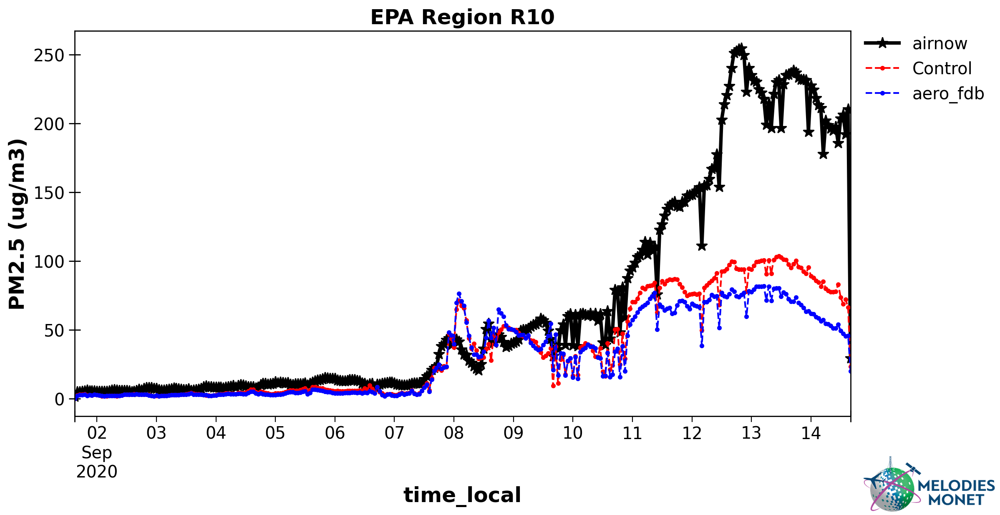 EPA Region R10
PM2.5 (ug/m3)
250
200
150
100
50
0
02 03 04 05 06 07 08 09 10 11 12 13 14
Sep
2020
time_local
airnow
Control
aero_fdb
MELODIES
MONET